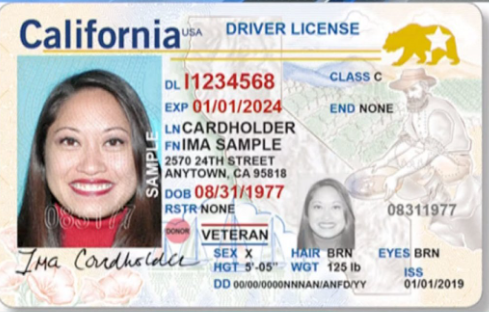 California USA DRIVER LICENSE
DL I1234568 CLASS C
EXP 01/01/2024 END NONE
LN CARDHOLDER
FN IMA SAMPLE
2570 24TH STREET
ANYTOWN, CA 95818
DOB 08/31/1977
RSTR NONE 08311977
SAMPLE
083177
DONOR
VETERAN
SEX X HAIR BRN EYES BRN
HGT 5'-05" WGT 125 lb ISS
DD 00/00/0000NNNAN/ANFD/YY 01/01/2019
Ima Cardholder